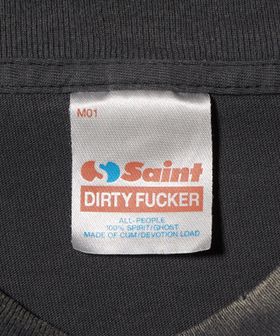 M01
Saint
DIRTY FUCKER
ALL-PEOPLE
100% SPIRIT/GHOST
MADE OF CUM/DEVOTION LOAD